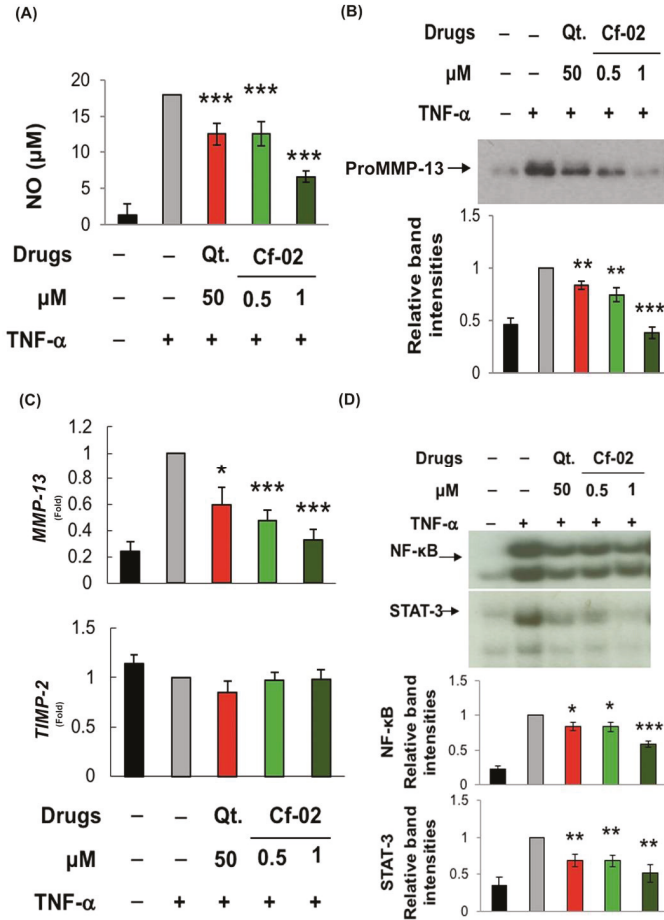 (A)
NO (µM)
20
15
10
5
0
***
***
***
Drugs – – Qt. Cf-02
µM – – 50 0.5 1
TNF-α – + + + +
(B)
Drugs – – Qt. Cf-02
µM – – 50 0.5 1
TNF-α – + + + +
ProMMP-13
Relative band
intensities
1.5
1
0.5
0
**
**
***
(C)
MMP-13
(Fold)
1.2
1
0.8
0.6
0.4
0.2
0
*
***
***
TIMP-2
(Fold)
1.5
1
0.5
0
Drugs – – Qt. Cf-02
µM – – 50 0.5 1
TNF-α – + + + +
(D)
Drugs – – Qt. Cf-02
µM – – 50 0.5 1
TNF-α – + + + +
NF-κB
STAT-3
NF-κB
Relative band
intensities
1.5
1
0.5
0
*
*
***
STAT-3
Relative band
intensities
1.5
1
0.5
0
**
**
**